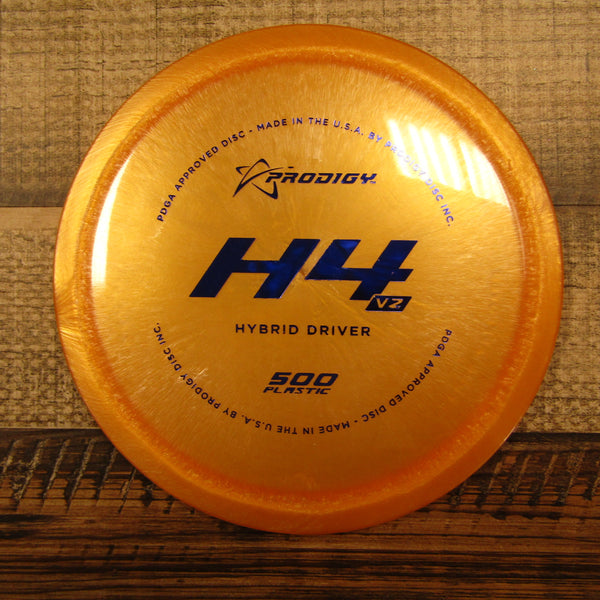 PDGA APPROVED DISC - MADE IN THE U.S.A. BY PRODIGY DISC INC.
PRODIGY
H4 V2
HYBRID DRIVER
500
PLASTIC
PDGA APPROVED DISC - MADE IN THE U.S.A. BY PRODIGY DISC INC.